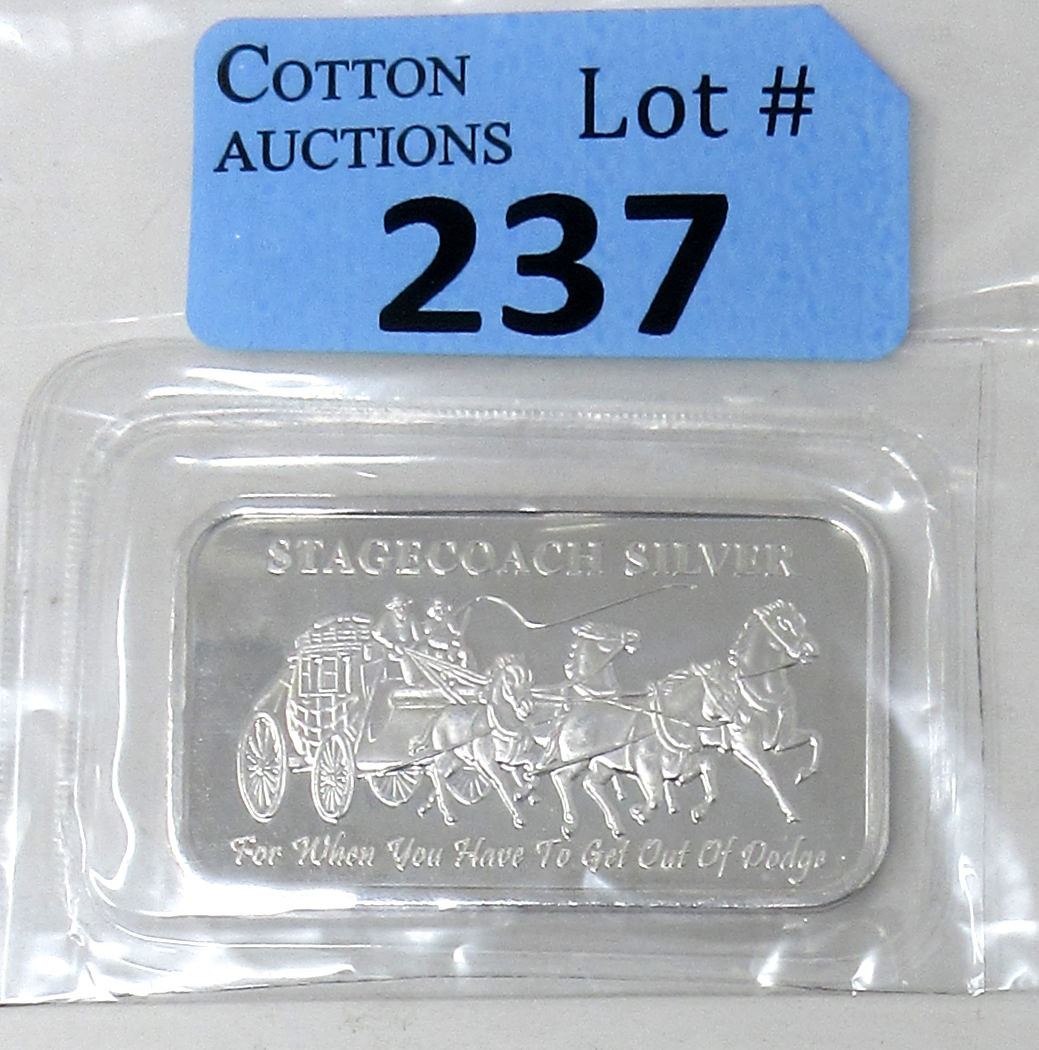 COTTON
AUCTIONS
Lot #
237
STAGECOACH SILVER
For When You Have To Get Out Of Dodge